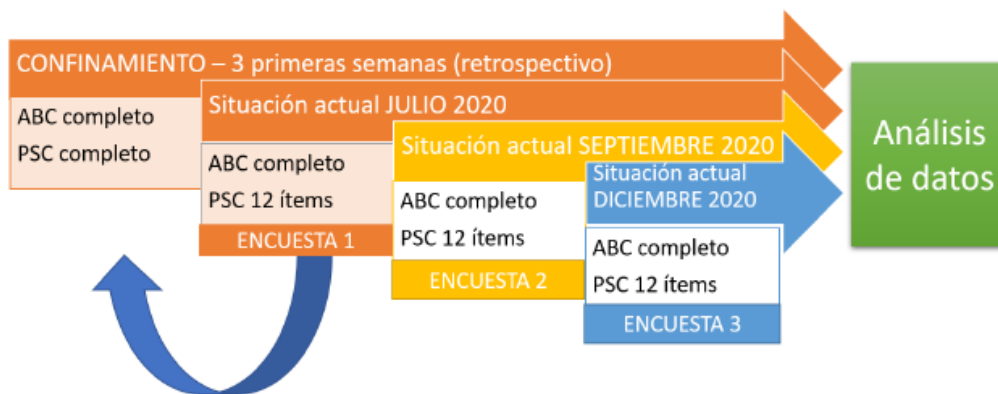 CONFINAMIENTO – 3 primeras semanas (retrospectivo)
ABC completo
PSC completo
Situación actual JULIO 2020
ABC completo
PSC 12 ítems
ENCUESTA 1
Situación actual SEPTIEMBRE 2020
ABC completo
PSC 12 ítems
ENCUESTA 2
Situación actual
DICIEMBRE 2020
ABC completo
PSC 12 ítems
ENCUESTA 3
Análisis
de datos